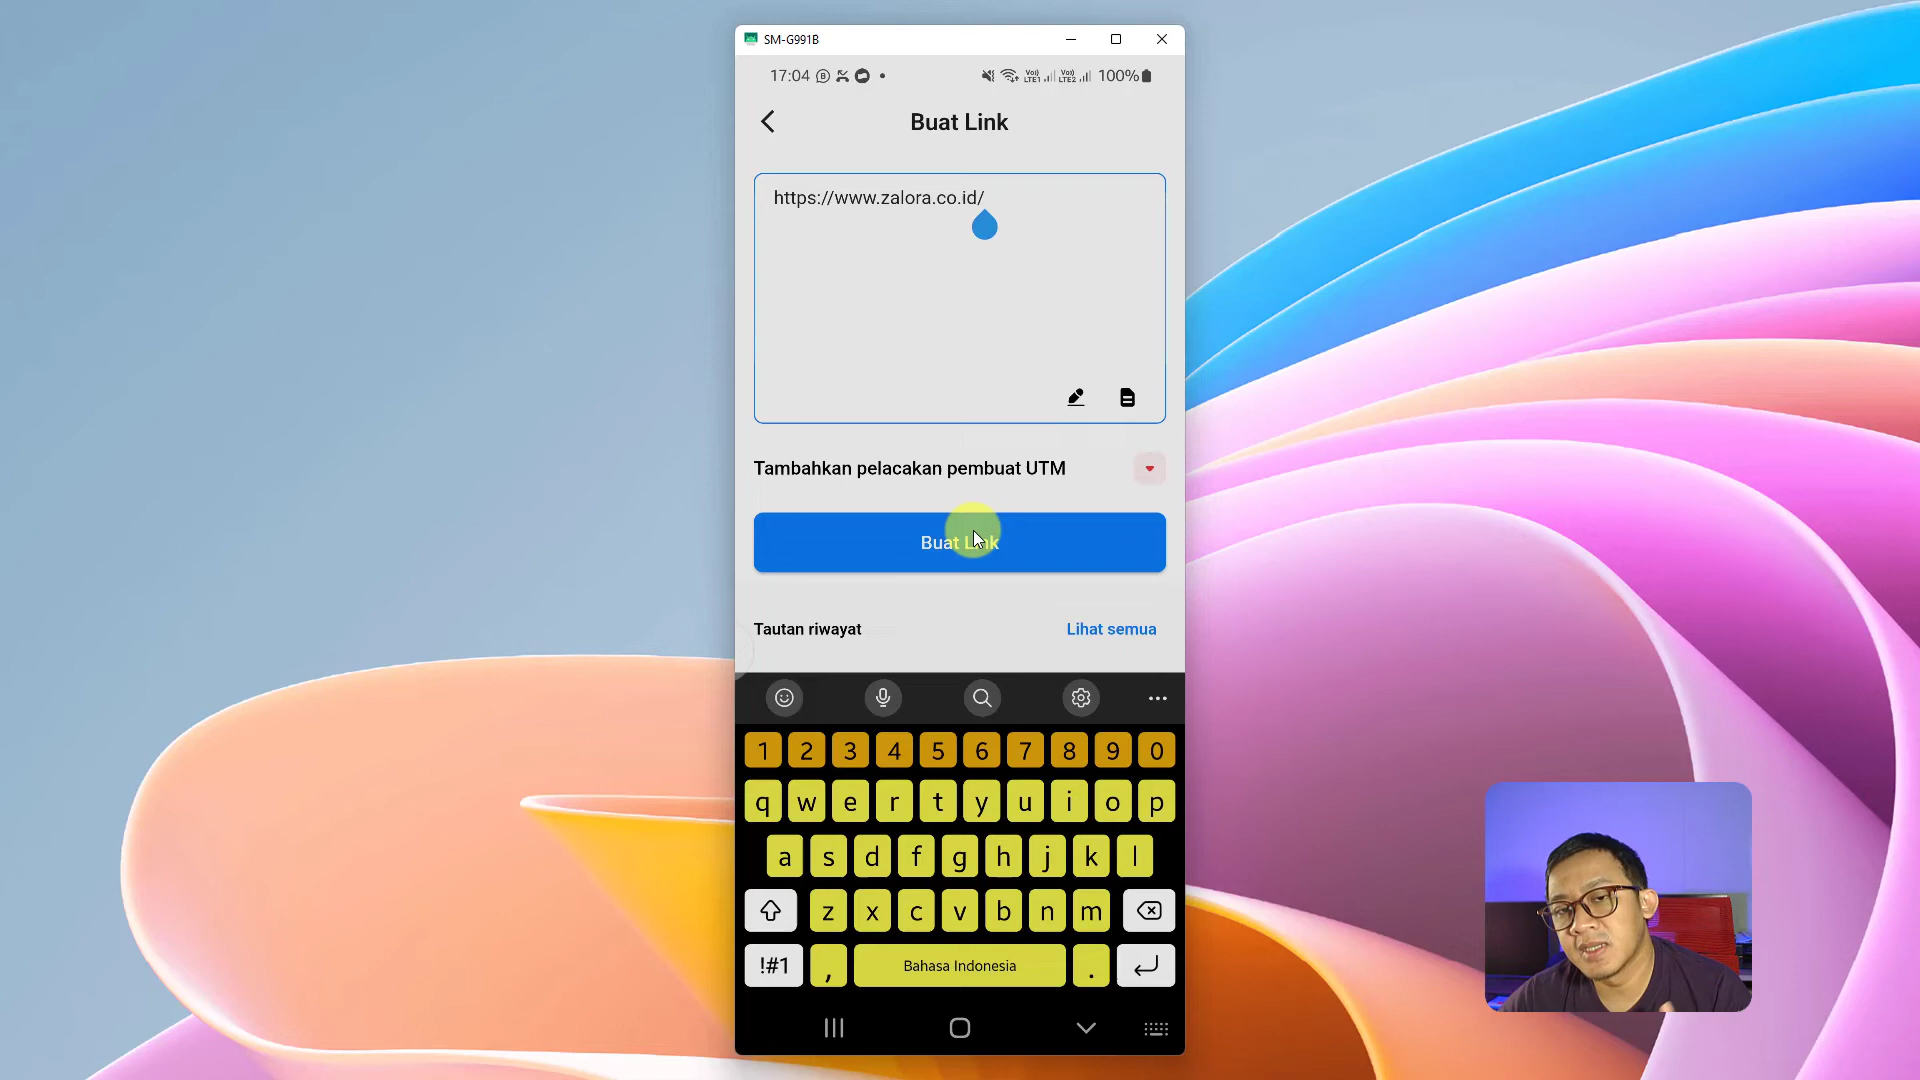 SM-G991B
17:04
100%
Buat Link
https://www.zalora.co.id/
Tambahkan pelacakan pembuat UTM
Buat Link
Tautan riwayat
Lihat semua
1 2 3 4 5 6 7 8 9 0
q w e r t y u i o p
a s d f g h j k l
z x c v b n m
!#1 , Bahasa Indonesia .